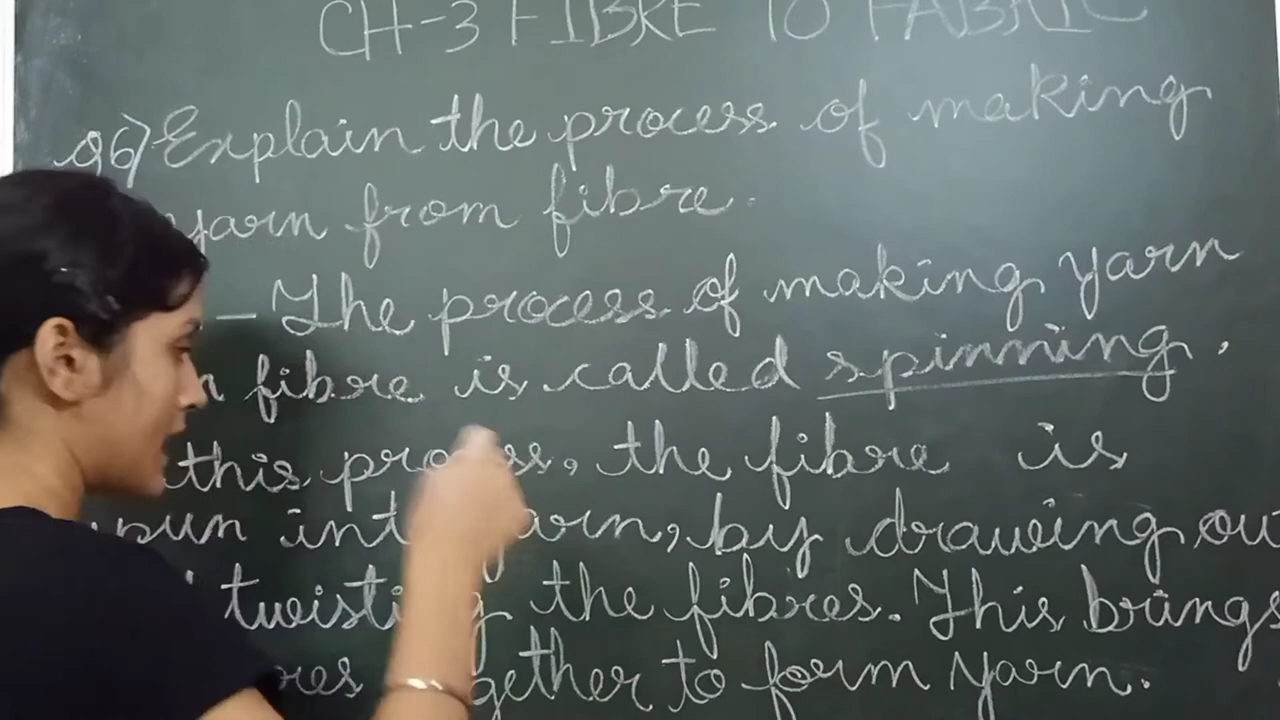 CH-3 FIBRE TO FABRIC
Q6) Explain the process of making
yarn from fibre.
- The process of making yarn
fibre is called spinning.
this process, the fibre is
spun into yarn, by drawing out
twisting the fibres. This brings
together to form yarn.